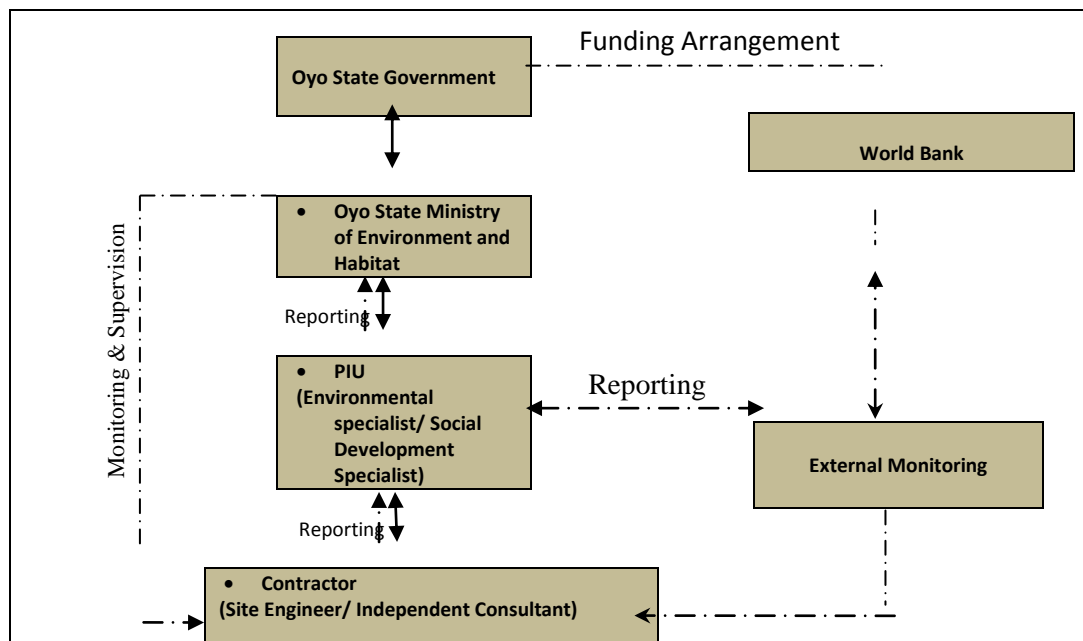 Funding Arrangement
Oyo State Government
World Bank
Monitoring & Supervision
• Oyo State Ministry
of Environment and
Habitat
Reporting
• PIU
(Environmental
specialist/ Social
Development
Specialist)
Reporting
External Monitoring
Reporting
• Contractor
(Site Engineer/ Independent Consultant)